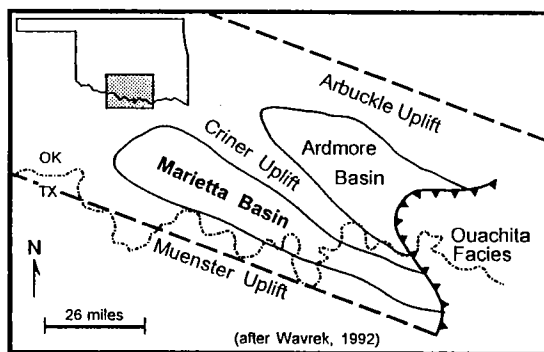 Arbuckle Uplift
Ardmore
Basin
Criner Uplift
Marietta Basin
OK
TX
Muenster Uplift
Ouachita
Facies
N
26 miles
(after Wavrek, 1992)